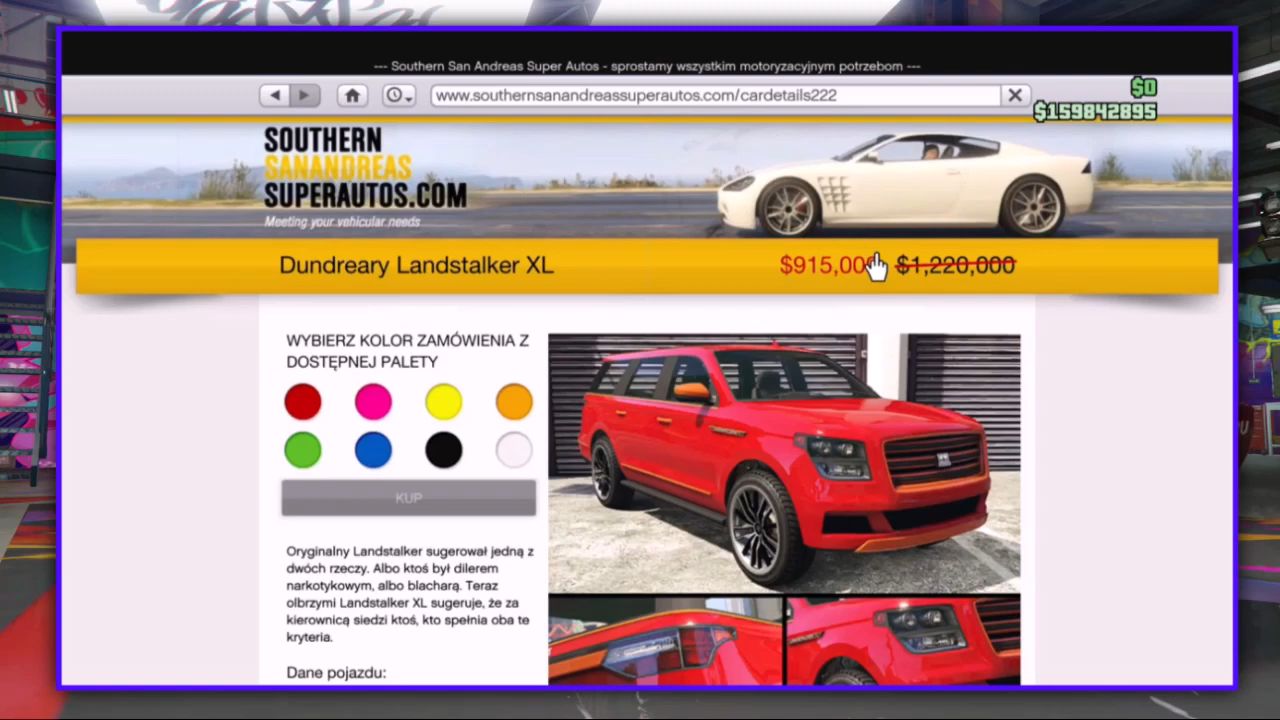 --- Southern San Andreas Super Autos - sprostamy wszystkim motoryzacyjnym potrzebom ---
www.southernsanandreassuperautos.com/cardetails222
$0
$159842895
SOUTHERN
SANANDREAS
SUPERAUTOS.COM
Meeting your vehicular needs
Dundreary Landstalker XL
$915,00
$1,220,000
WYBIERZ KOLOR ZAMÓWIENIA Z
DOSTĘPNEJ PALETY
KUP
Oryginalny Landstalker sugerował jedną z
dwóch rzeczy. Albo ktoś był dilerem
narkotykowym, albo blacharą. Teraz
olbrzymi Landstalker XL sugeruje, że za
kierownicą siedzi ktoś, kto spełnia oba te
kryteria.
Dane pojazdu: